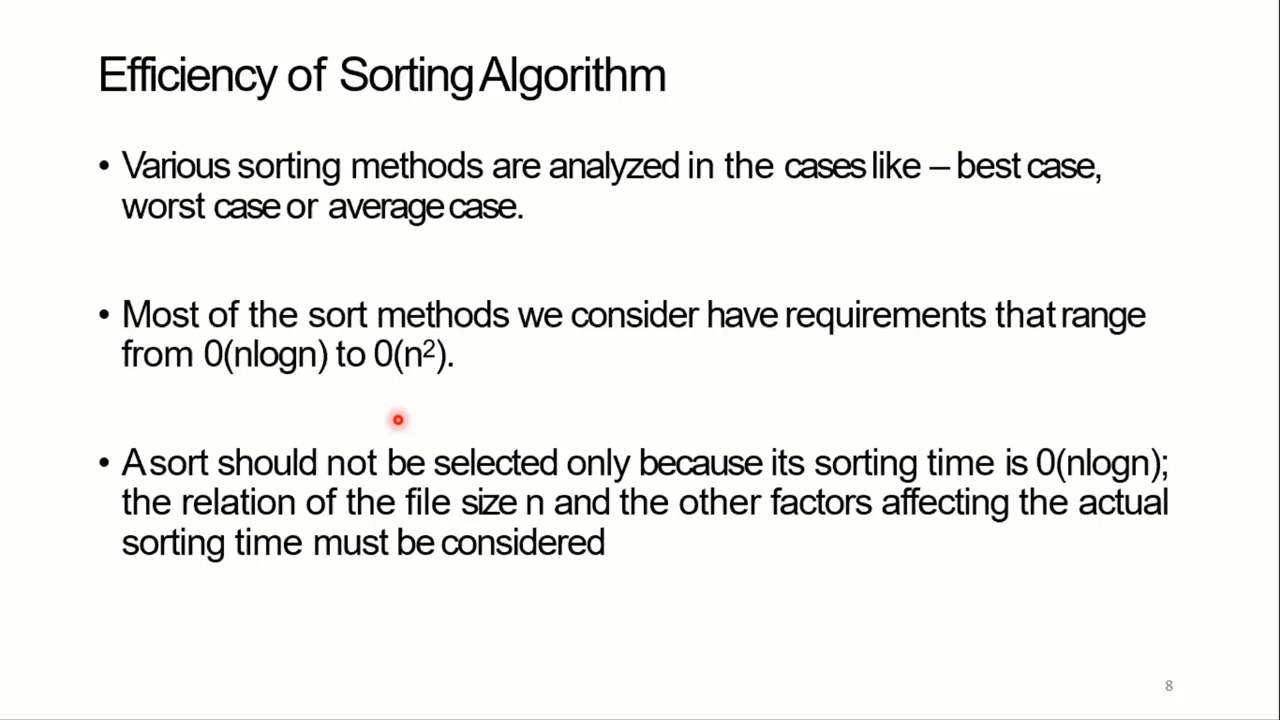 Efficiency of Sorting Algorithm
• Various sorting methods are analyzed in the cases like – best case,
worst case or average case.
• Most of the sort methods we consider have requirements that range
from 0(nlogn) to 0(n²).
• A sort should not be selected only because its sorting time is 0(nlogn);
the relation of the file size n and the other factors affecting the actual
sorting time must be considered
8